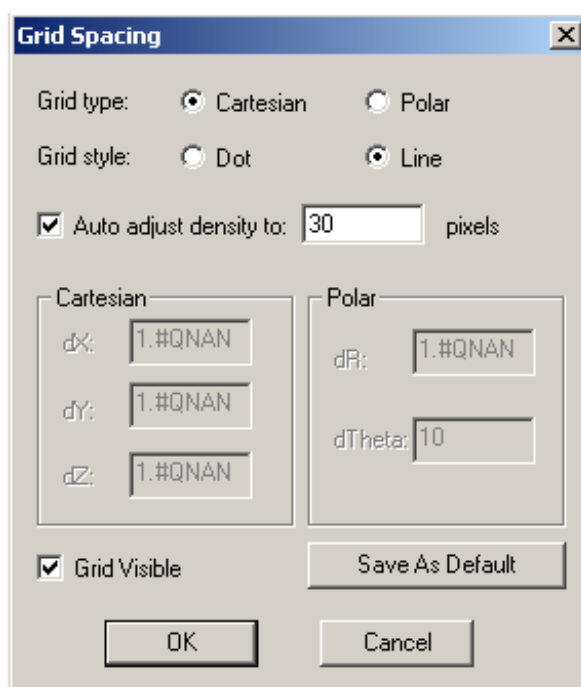 Grid Spacing
Grid type: Cartesian Polar
Grid style: Dot Line
Auto adjust density to: 30 pixels
Cartesian
dX: 1.#QNAN
dY: 1.#QNAN
dZ: 1.#QNAN
Polar
dR: 1.#QNAN
dTheta: 10
Grid Visible
Save As Default
OK Cancel